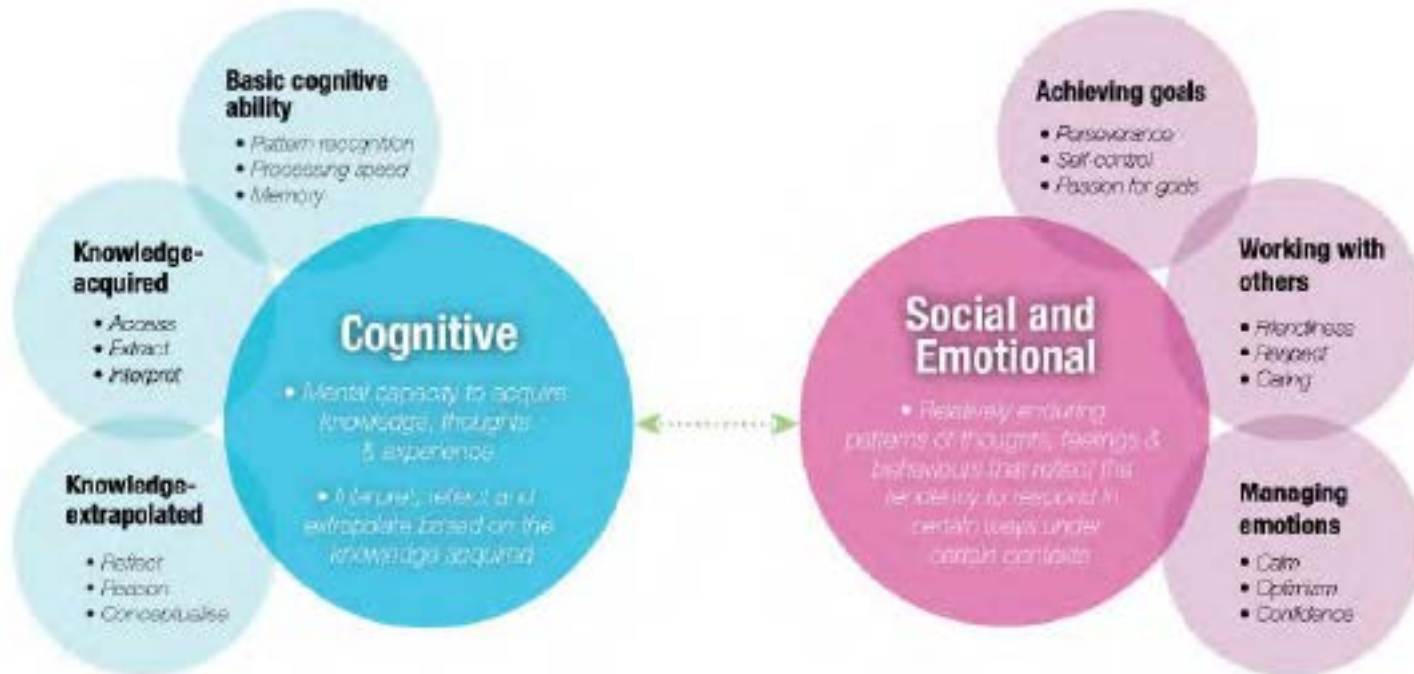 Basic cognitive
ability
• Pattern recognition
• Processing speed
• Memory
Knowledge-
acquired
• Access
• Extract
• Interpret
Knowledge-
extrapolated
• Reflect
• Reason
• Conceptualise
Cognitive
• Mental capacity to acquire
knowledge, thoughts
& experience
• Interpret, reflect and
extrapolate based on the
knowledge acquired
Social and
Emotional
• Relatively enduring
patterns of thoughts, feelings &
behaviours that reflect the
tendency to respond in
certain ways under
certain contexts
Achieving goals
• Perseverance
• Self-control
• Passion for goals
Working with
others
• Friendliness
• Respect
• Caring
Managing
emotions
• Calm
• Optimism
• Confidence